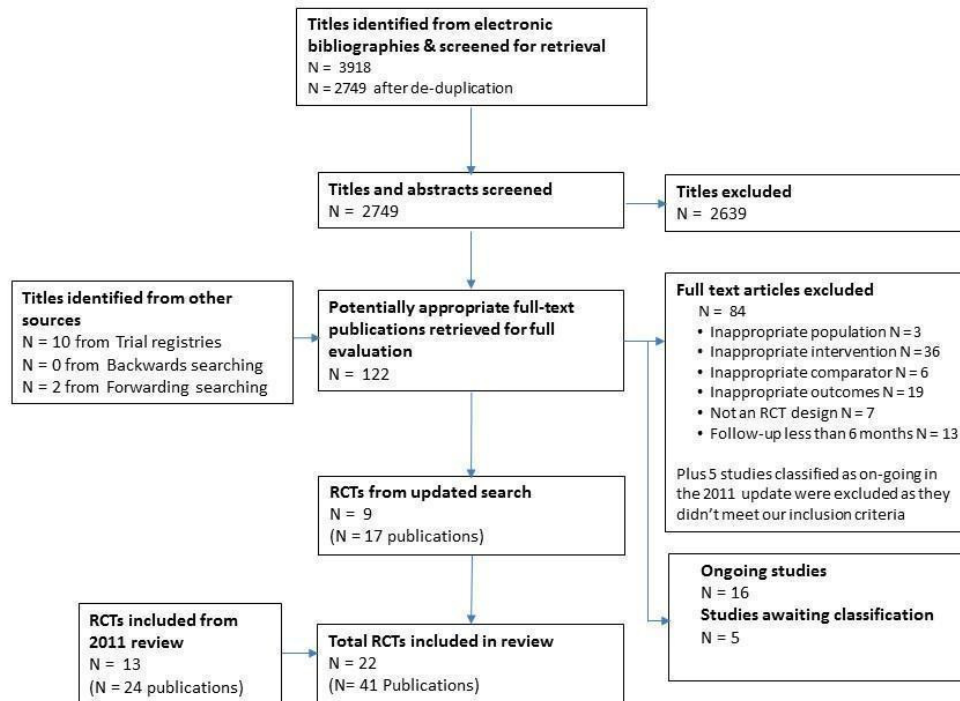 Titles identified from electronic
bibliographies & screened for retrieval
N = 3918
N = 2749 after de-duplication
Titles and abstracts screened
N = 2749
Titles excluded
N = 2639
Titles identified from other
sources
N = 10 from Trial registries
N = 0 from Backwards searching
N = 2 from Forwarding searching
Potentially appropriate full-text
publications retrieved for full
evaluation
N = 122
Full text articles excluded
N = 84
• Inappropriate population N = 3
• Inappropriate intervention N = 36
• Inappropriate comparator N = 6
• Inappropriate outcomes N = 19
• Not an RCT design N = 7
• Follow-up less than 6 months N = 13
Plus 5 studies classified as on-going in
the 2011 update were excluded as they
didn't meet our inclusion criteria
RCTs from updated search
N = 9
(N = 17 publications)
Ongoing studies
N = 16
Studies awaiting classification
N = 5
RCTs included from
2011 review
N = 13
(N = 24 publications)
Total RCTs included in review
N = 22
(N= 41 Publications)